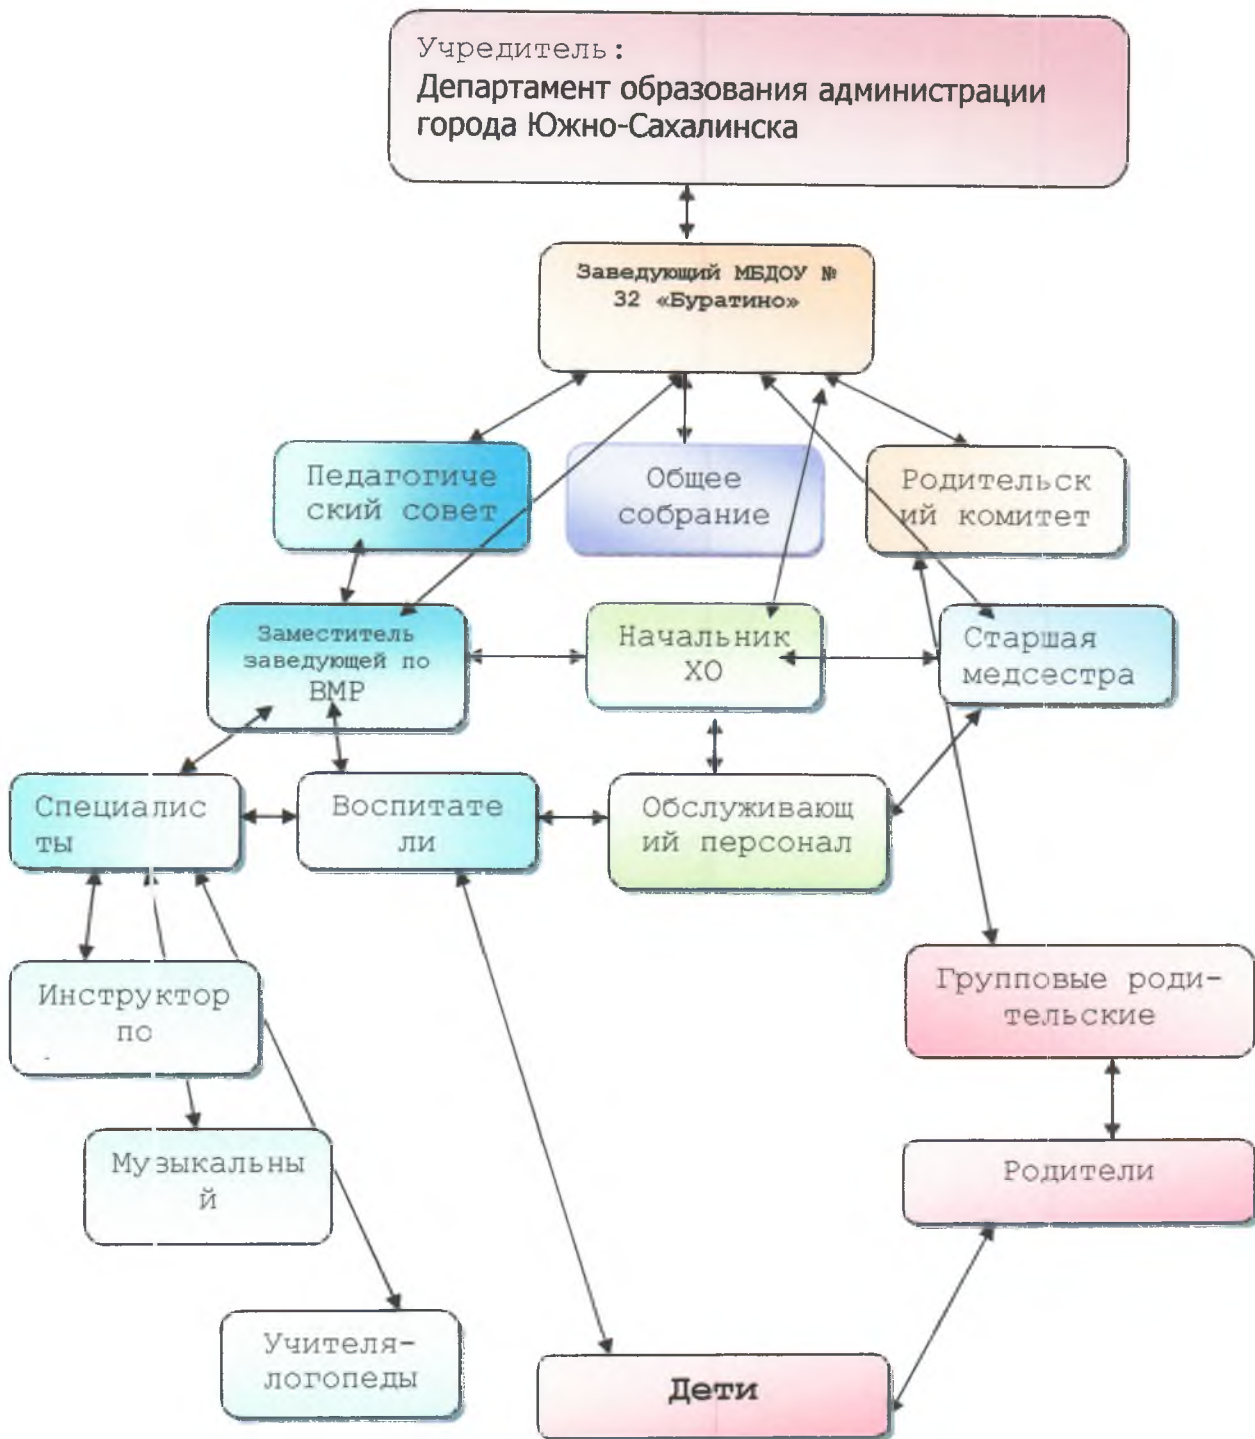 Учредитель:
Департамент образования администрации
города Южно-Сахалинска
Заведующий МБДОУ №
32 «Буратино»
Педагогиче
ский совет
Общее
собрание
Родительск
ий комитет
Заместитель
заведующей по
ВМР
Начальник
ХО
Старшая
медсестра
Специалис
ты
Воспитате
ли
Обслуживающ
ий персонал
Инструктор
по
Групповые роди-
тельские
Музыкальны
й
Родители
Учителя-
логопеды
Дети